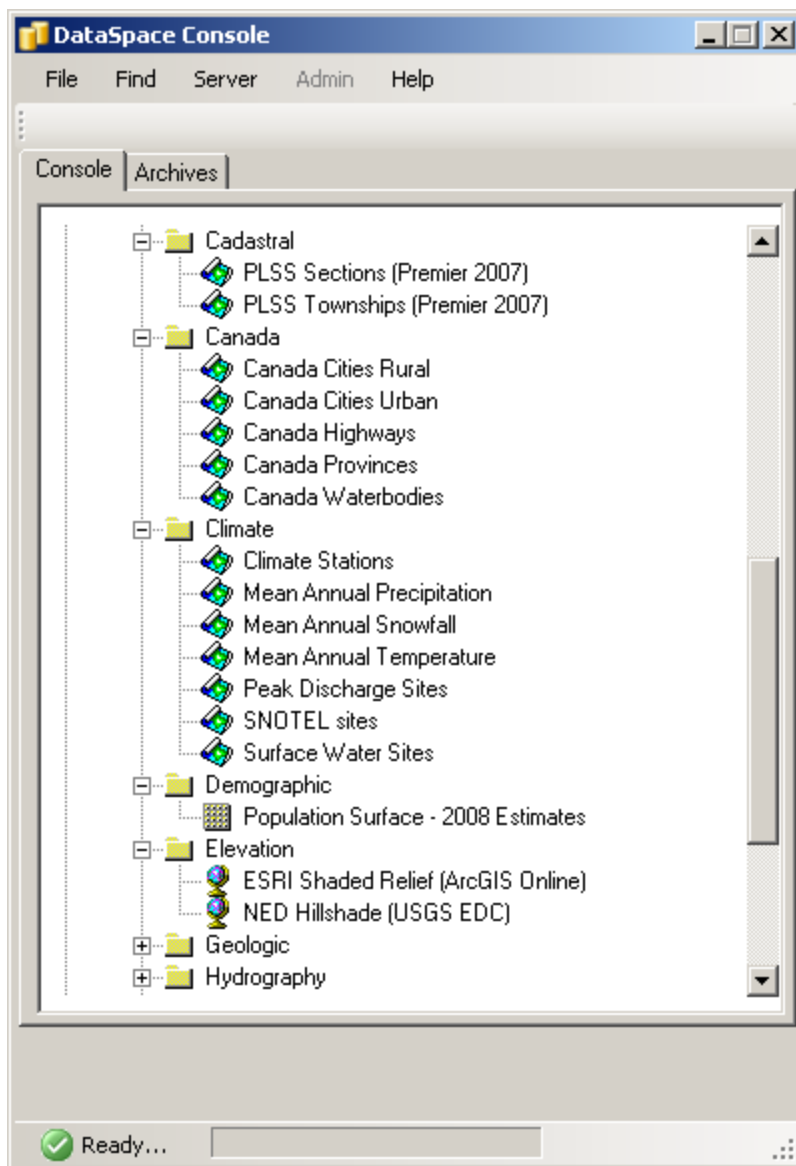 DataSpace Console
File Find Server Admin Help
Console Archives
Cadastral
PLSS Sections (Premier 2007)
PLSS Townships (Premier 2007)
Canada
Canada Cities Rural
Canada Cities Urban
Canada Highways
Canada Provinces
Canada Waterbodies
Climate
Climate Stations
Mean Annual Precipitation
Mean Annual Snowfall
Mean Annual Temperature
Peak Discharge Sites
SNOTEL sites
Surface Water Sites
Demographic
Population Surface - 2008 Estimates
Elevation
ESRI Shaded Relief (ArcGIS Online)
NED Hillshade (USGS EDC)
Geologic
Hydrography
Ready...